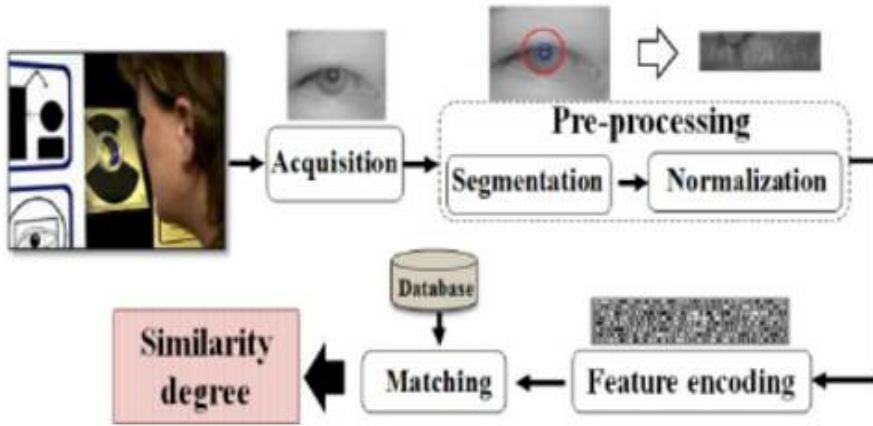 Pre-processing
Acquisition
Segmentation
Normalization
Database
Similarity
degree
Matching
Feature encoding